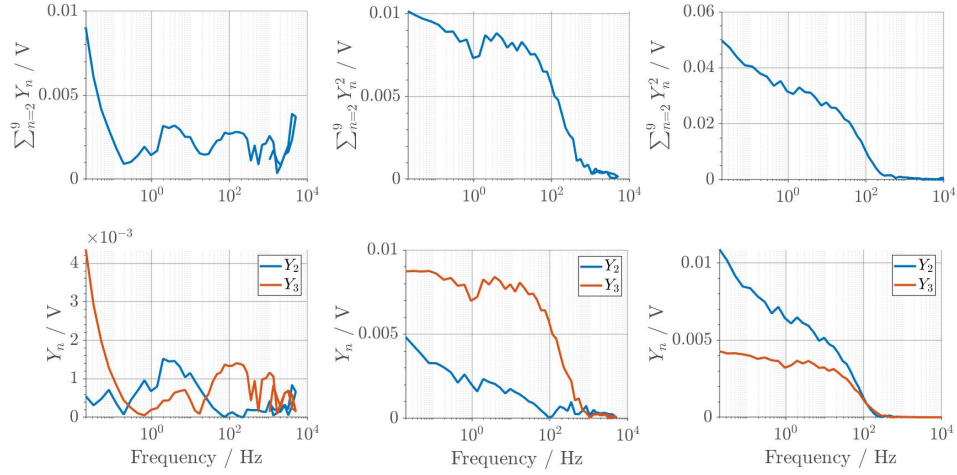 0.01
0.005
0
10^0
10^2
10^4
\sum_{n=2}^{9} Y_n / V
0.01
0.005
0
10^0
10^2
10^4
\sum_{n=2}^{9} Y_n^2 / V
0.06
0.04
0.02
0
10^0
10^2
10^4
\sum_{n=2}^{9} Y_n^2 / V
×10^{-3}
4
3
2
1
0
10^0
10^2
10^4
Y_n / V
Frequency / Hz
Y_2
Y_3
0.01
0.005
0
10^0
10^2
10^4
Y_n / V
Frequency / Hz
Y_2
Y_3
0.01
0.005
0
10^0
10^2
10^4
Y_n / V
Frequency / Hz
Y_2
Y_3